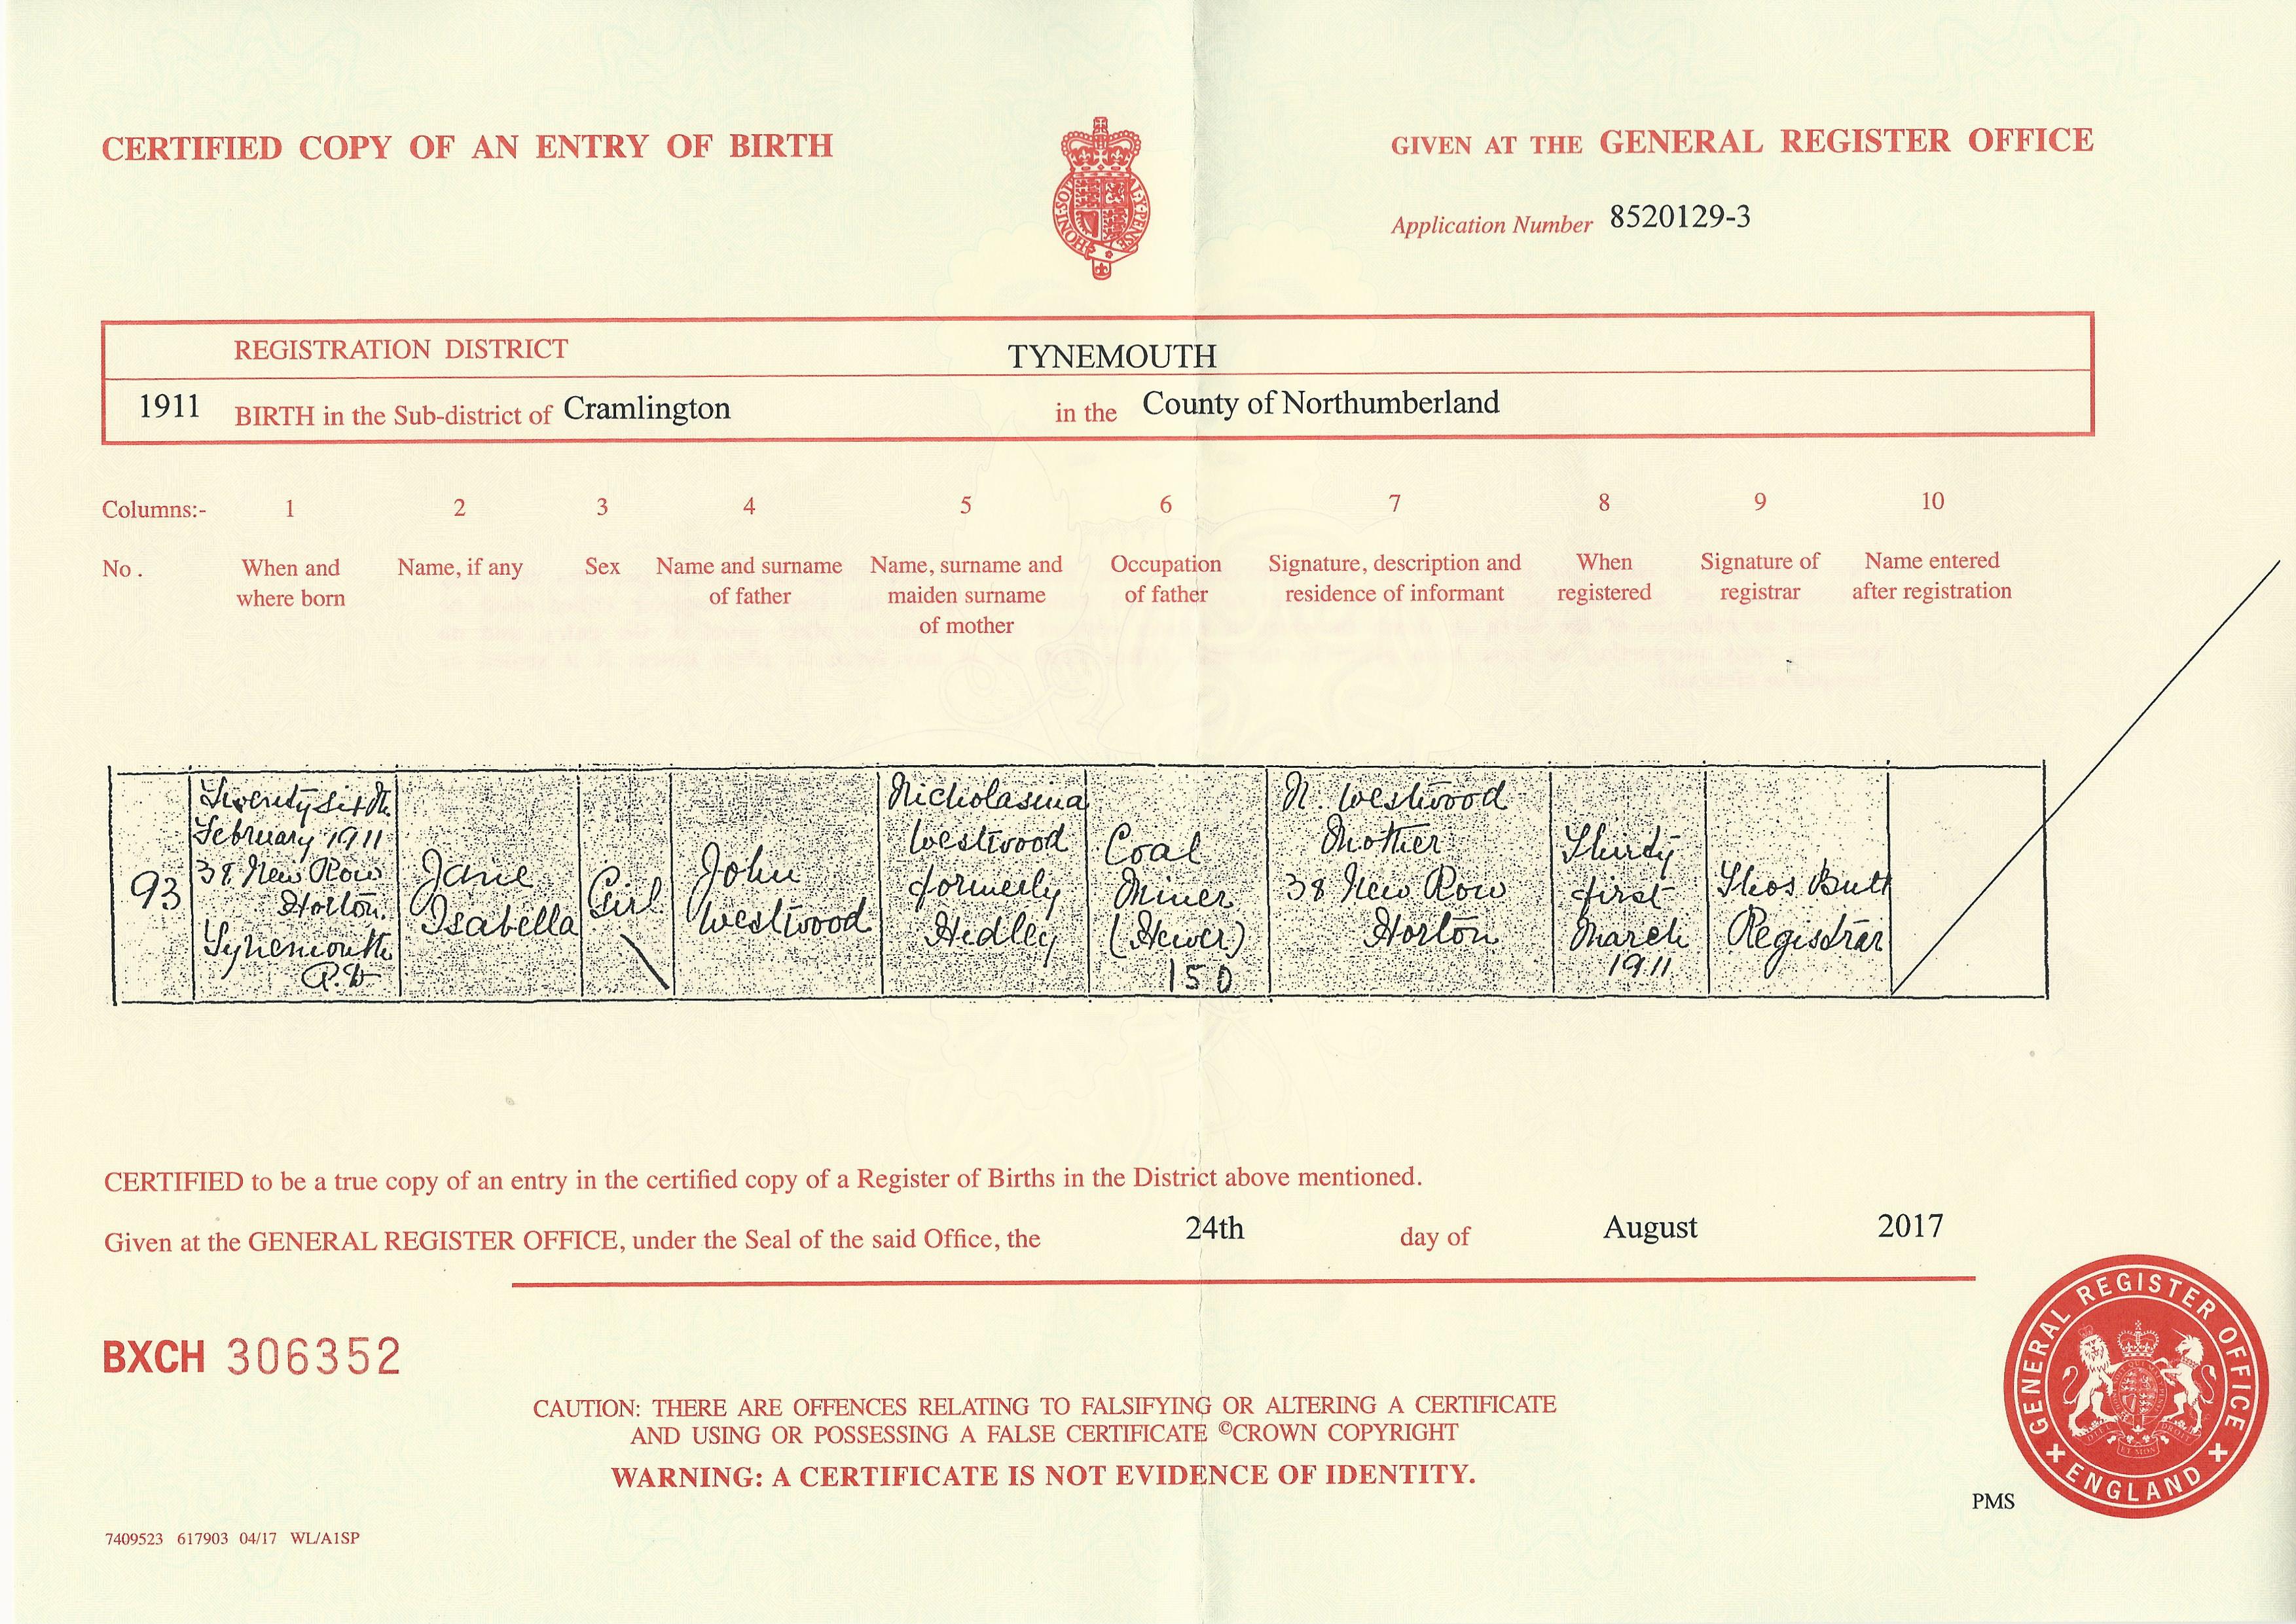 CERTIFIED COPY OF AN ENTRY OF BIRTH
GIVEN AT THE GENERAL REGISTER OFFICE
Application Number 8520129-3
REGISTRATION DISTRICT TYNEMOUTH
1911 BIRTH in the Sub-district of Cramlington in the County of Northumberland
Columns:- 1 2 3 4 5 6 7 8 9 10
No.
When and
where born
Name, if any
Sex
Name and surname
of father
Name, surname and
maiden surname
of mother
Occupation
of father
Signature, description and
residence of informant
When
registered
Signature of
registrar
Name entered
after registration
93
Twenty sixth
February 1911
38 New Row
Horton.
Tynemouth
R.D
Jane
Isabella
Girl
John
Westwood
Nicholasina
Westwood
formerly
Hedley
Coal
Miner
(Hewer)
150
N. Westwood
Mother
38 New Row
Horton
Thirty
first
March
1911
Thos Butt
Registrar
CERTIFIED to be a true copy of an entry in the certified copy of a Register of Births in the District above mentioned.
Given at the GENERAL REGISTER OFFICE, under the Seal of the said Office, the 24th day of August 2017
BXCH 306352
CAUTION: THERE ARE OFFENCES RELATING TO FALSIFYING OR ALTERING A CERTIFICATE
AND USING OR POSSESSING A FALSE CERTIFICATE ©CROWN COPYRIGHT
WARNING: A CERTIFICATE IS NOT EVIDENCE OF IDENTITY.
GENERAL REGISTER OFFICE
ENGLAND
PMS
7409523 617903 04/17 WL/A1SP